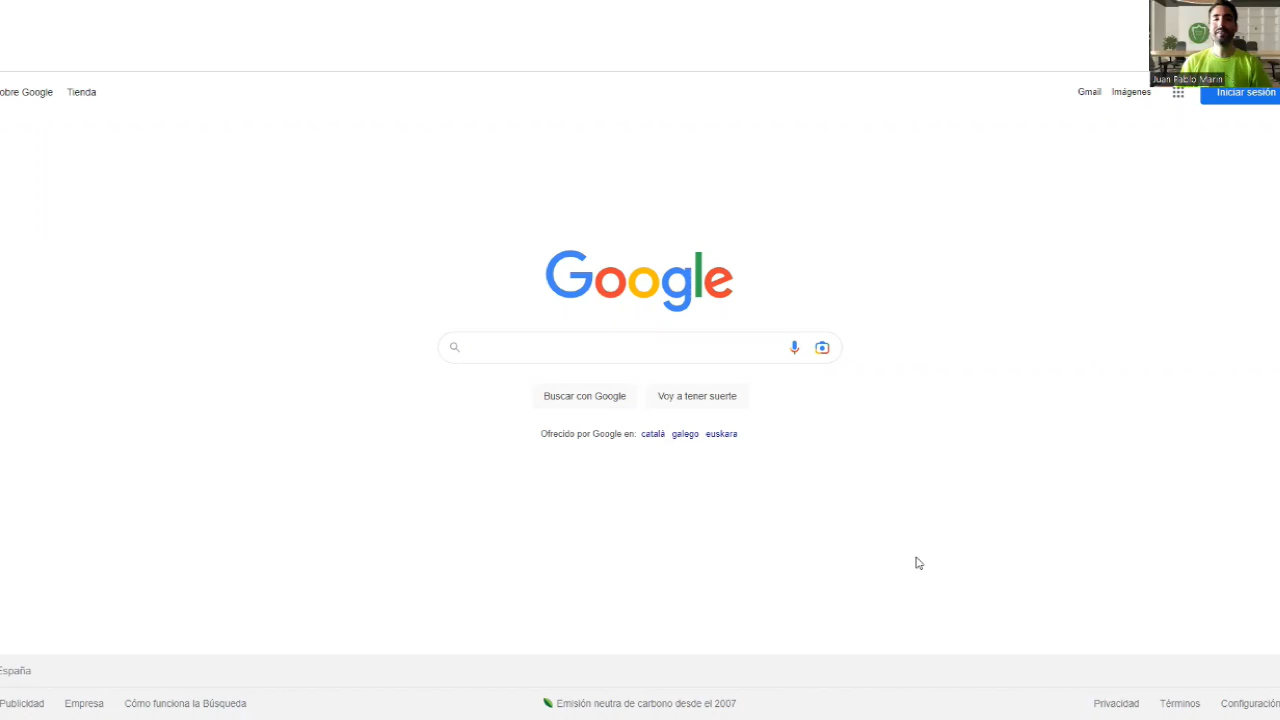 Juan Pablo Marin
obre Google Tienda
Gmail Imágenes Iniciar sesión
Google
Buscar con Google Voy a tener suerte
Ofrecido por Google en: català galego euskara
España
Publicidad Empresa Cómo funciona la Búsqueda Emisión neutra de carbono desde el 2007 Privacidad Términos Configuración